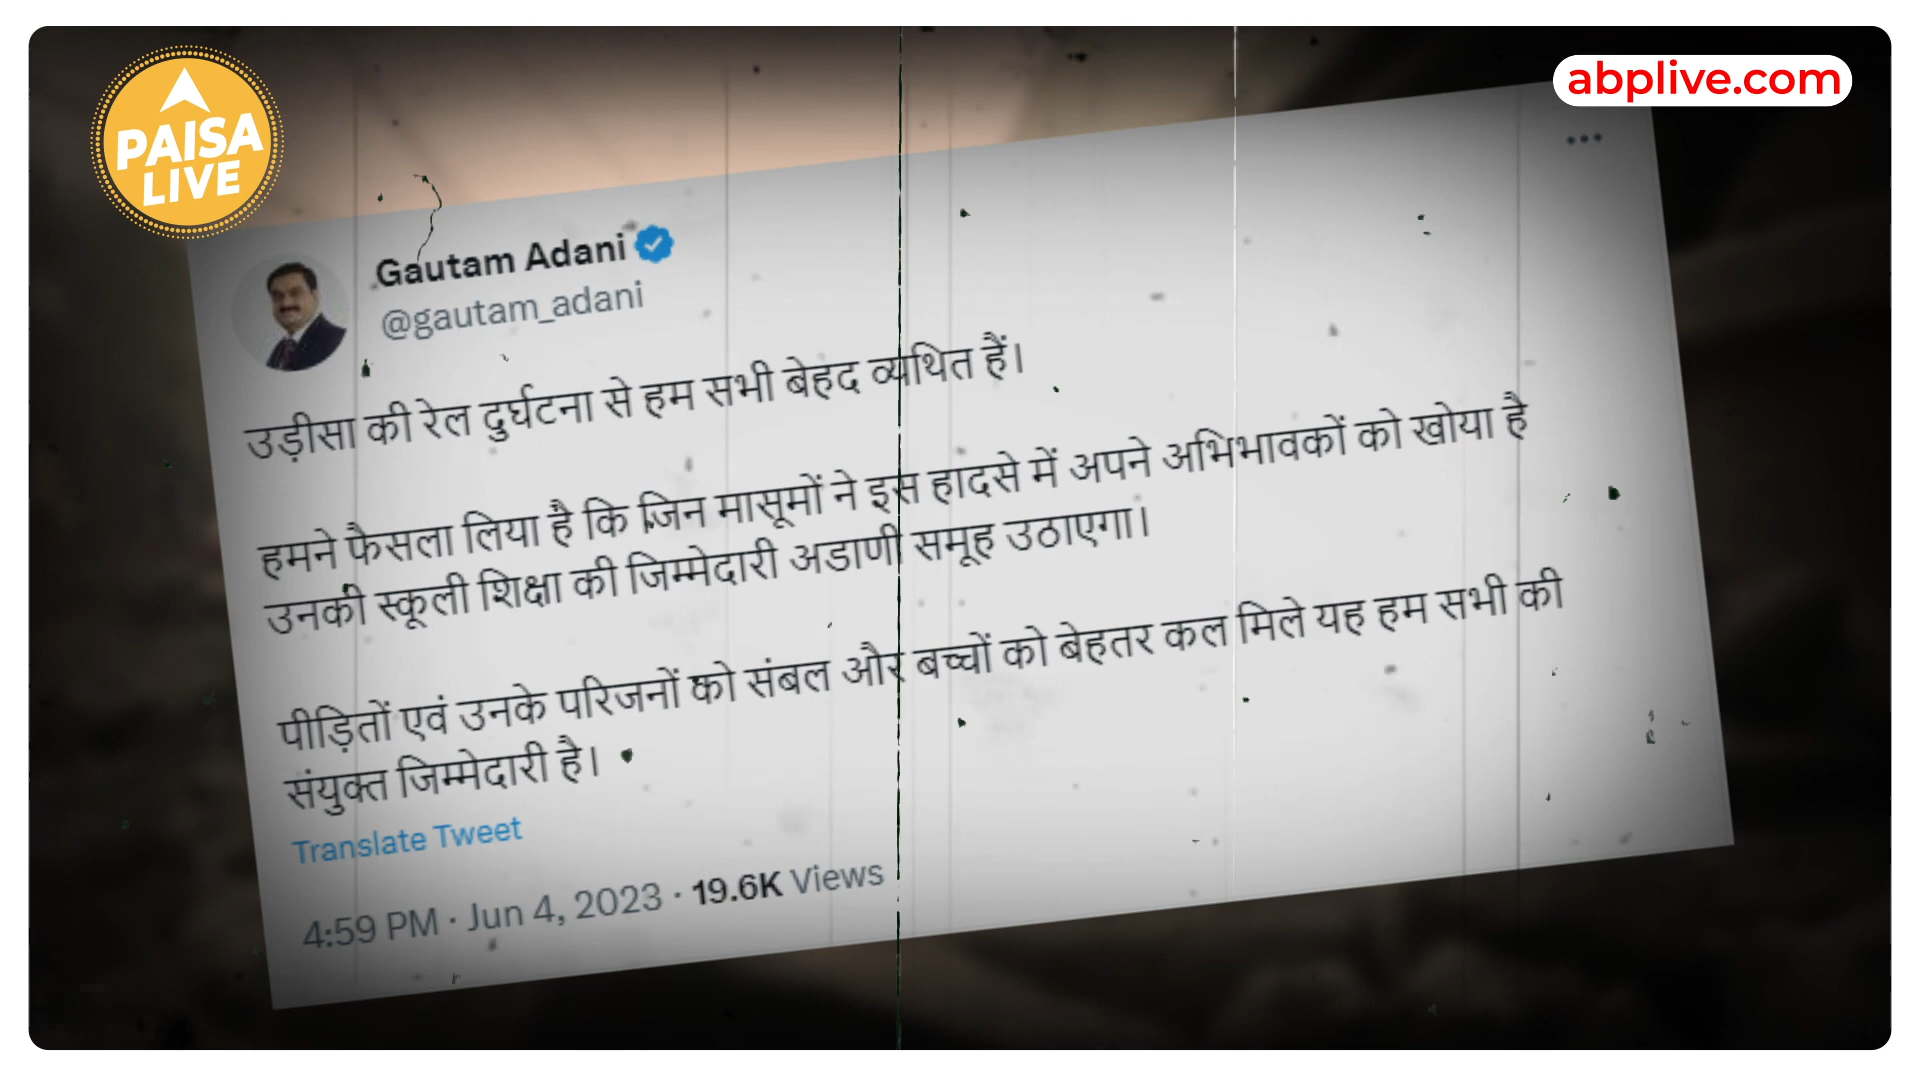 PAISA
LIVE
abplive.com
Gautam Adani
@gautam_adani
उड़ीसा की रेल दुर्घटना से हम सभी बेहद व्यथित हैं।
हमने फैसला लिया है कि जिन मासूमों ने इस हादसे में अपने अभिभावकों को खोया है
उनकी स्कूली शिक्षा की जिम्मेदारी अडाणी समूह उठाएगा।
पीड़ितों एवं उनके परिजनों को संबल और बच्चों को बेहतर कल मिले यह हम सभी की
संयुक्त जिम्मेदारी है।
Translate Tweet
4:59 PM · Jun 4, 2023 · 19.6K Views